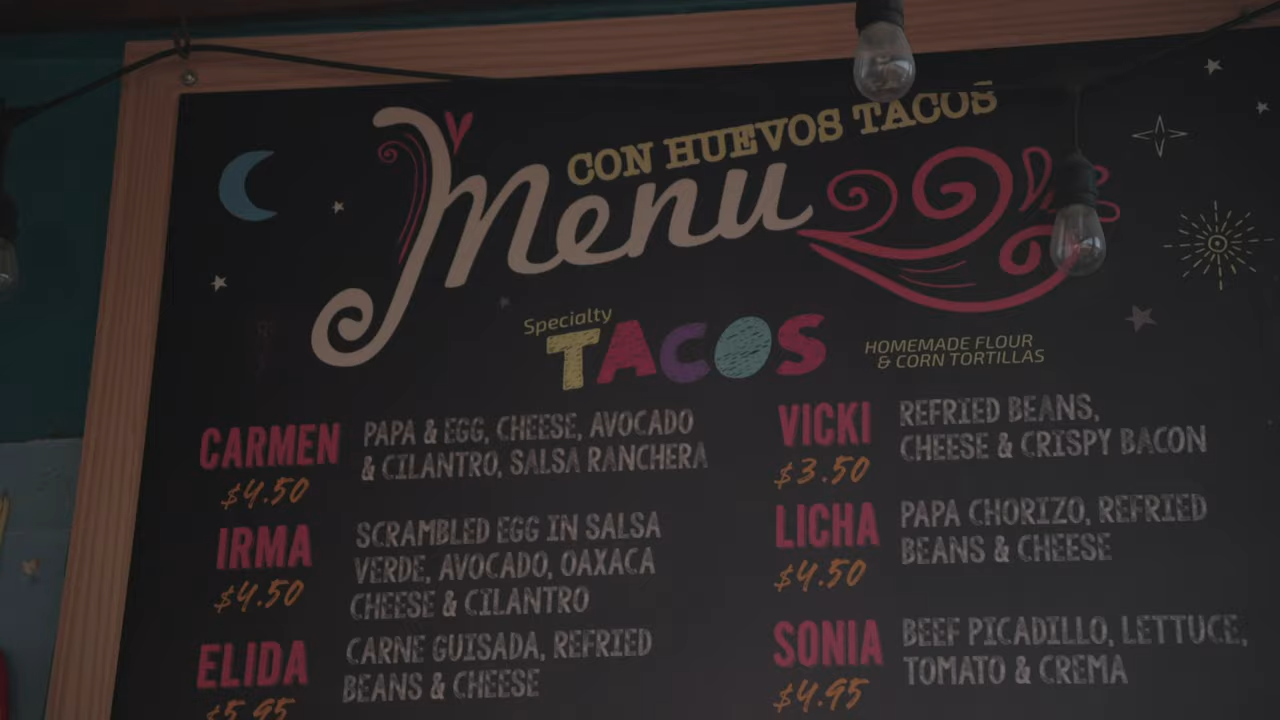 CON HUEVOS TACOS
Menu
Specialty
TACOS
HOMEMADE FLOUR
& CORN TORTILLAS
CARMEN
$4.50
PAPA & EGG, CHEESE, AVOCADO
& CILANTRO, SALSA RANCHERA
IRMA
$4.50
SCRAMBLED EGG IN SALSA
VERDE, AVOCADO, OAXACA
CHEESE & CILANTRO
ELIDA
$5.95
CARNE GUISADA, REFRIED
BEANS & CHEESE
VICKI
$3.50
REFRIED BEANS,
CHEESE & CRISPY BACON
LICHA
$4.50
PAPA CHORIZO, REFRIED
BEANS & CHEESE
SONIA
$4.95
BEEF PICADILLO, LETTUCE,
TOMATO & CREMA